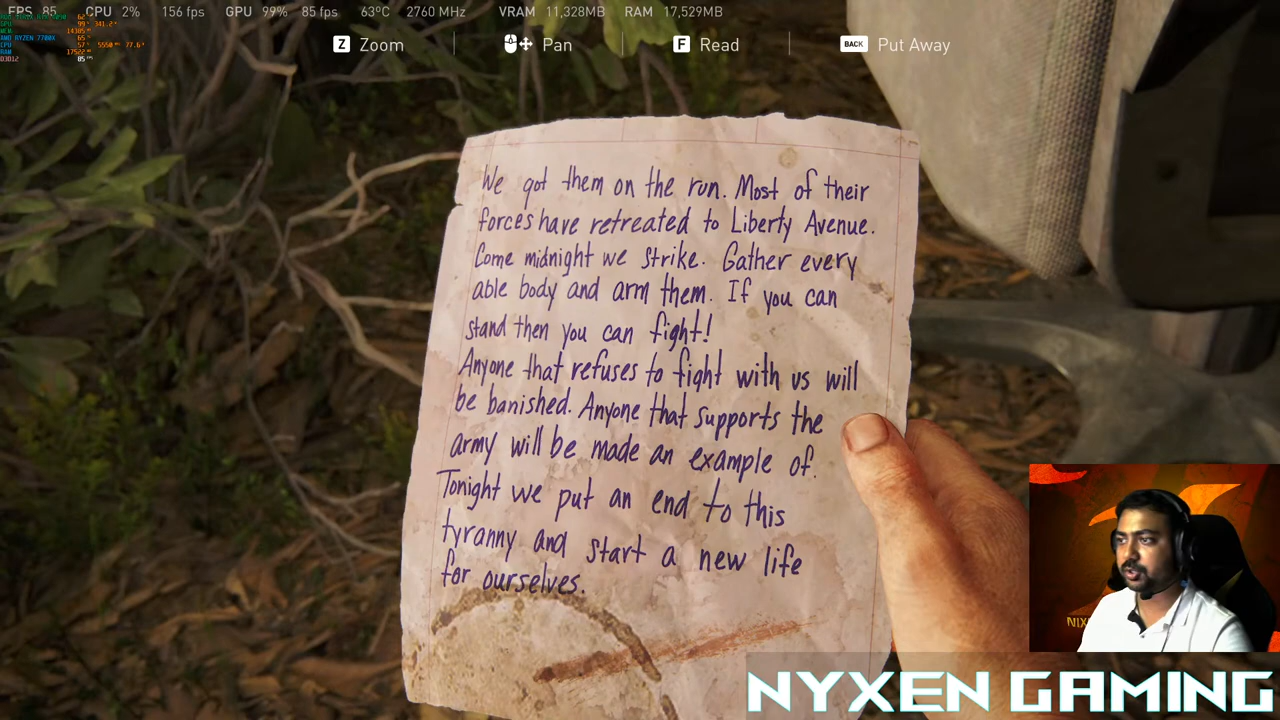 FPS 85 CPU 2% 156 fps GPU 99% 85 fps 63°C 2760 MHz VRAM 11,328MB RAM 17,529MB
Z Zoom Pan F Read BACK Put Away
We got them on the run. Most of their
forces have retreated to Liberty Avenue.
Come midnight we strike. Gather every
able body and arm them. If you can
stand then you can fight!
Anyone that refuses to fight with us will
be banished. Anyone that supports the
army will be made an example of.
Tonight we put an end to this
tyranny and start a new life
for ourselves.
NYXEN GAMING